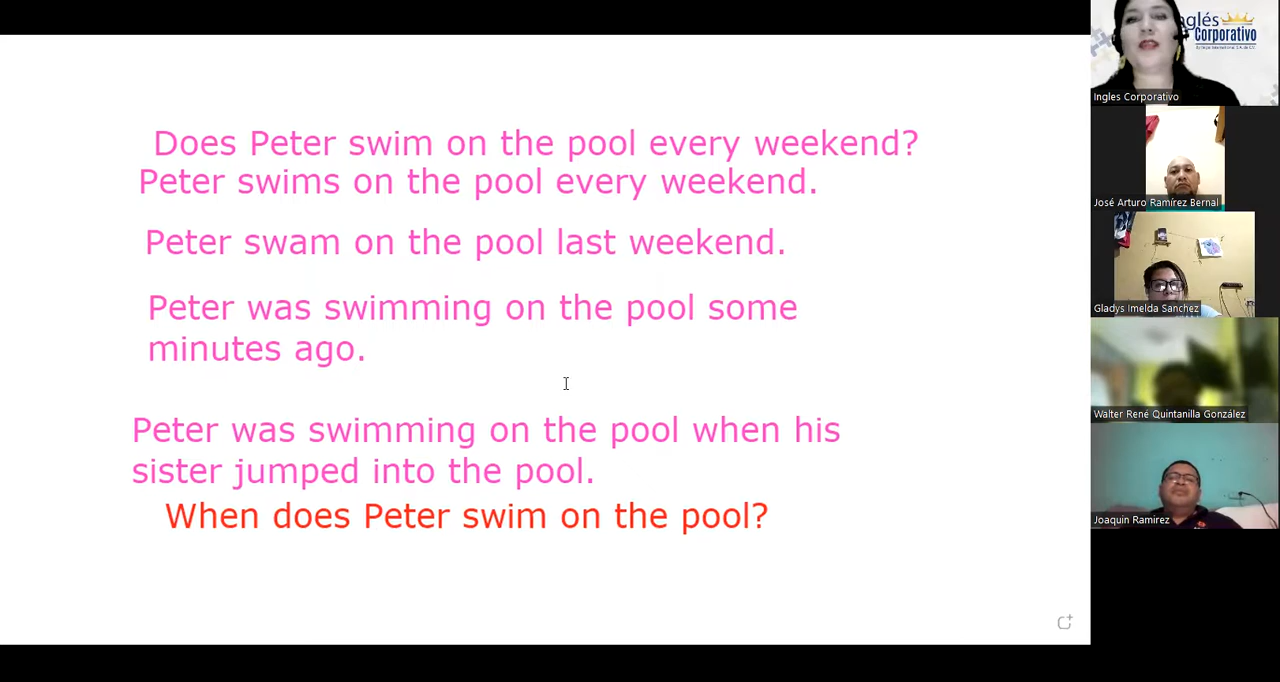 Does Peter swim on the pool every weekend?
Peter swims on the pool every weekend.
Peter swam on the pool last weekend.
Peter was swimming on the pool some
minutes ago.
Peter was swimming on the pool when his
sister jumped into the pool.
When does Peter swim on the pool?
Inglés
Corporativo
Ingles Corporativo
José Arturo Ramírez Bernal
Gladys Imelda Sanchez
Walter René Quintanilla González
Joaquin Ramirez